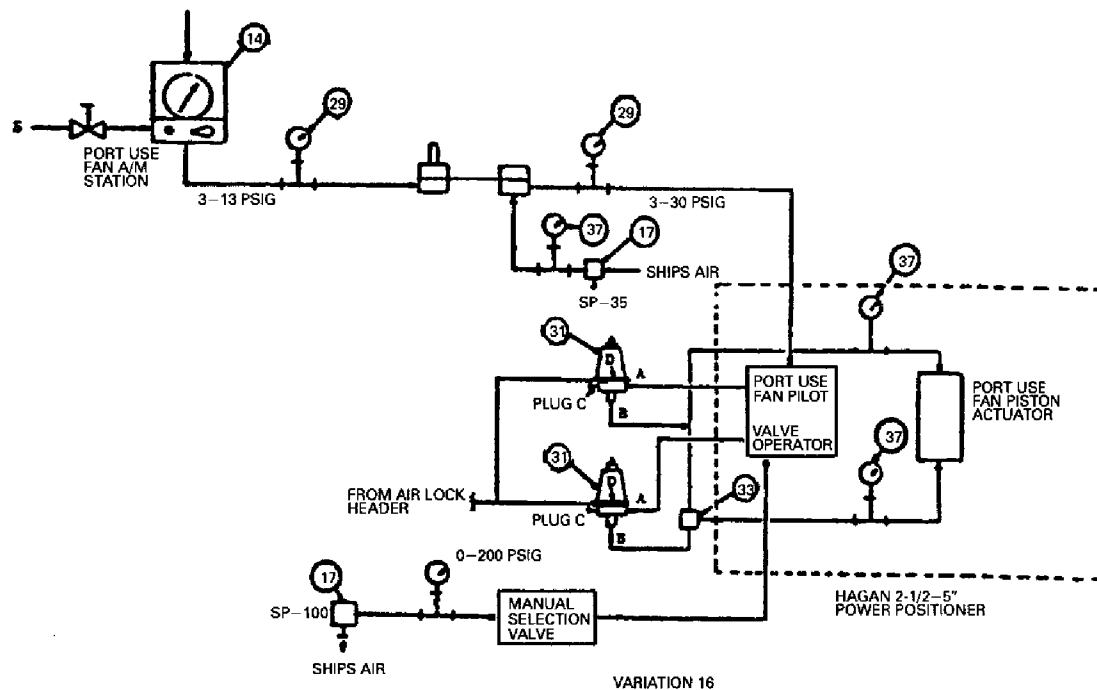 14
S
PORT USE
FAN A/M
STATION
29
29
3–13 PSIG
3–30 PSIG
37
17
SHIPS AIR
SP–35
37
31
D
A
PLUG C
B
PORT USE
FAN PILOT
VALVE
OPERATOR
PORT USE
FAN PISTON
ACTUATOR
37
31
D
A
PLUG C
B
FROM AIR LOCK
HEADER
33
0–200 PSIG
17
SP–100
SHIPS AIR
MANUAL
SELECTION
VALVE
HAGAN 2-1/2–5"
POWER POSITIONER
VARIATION 16